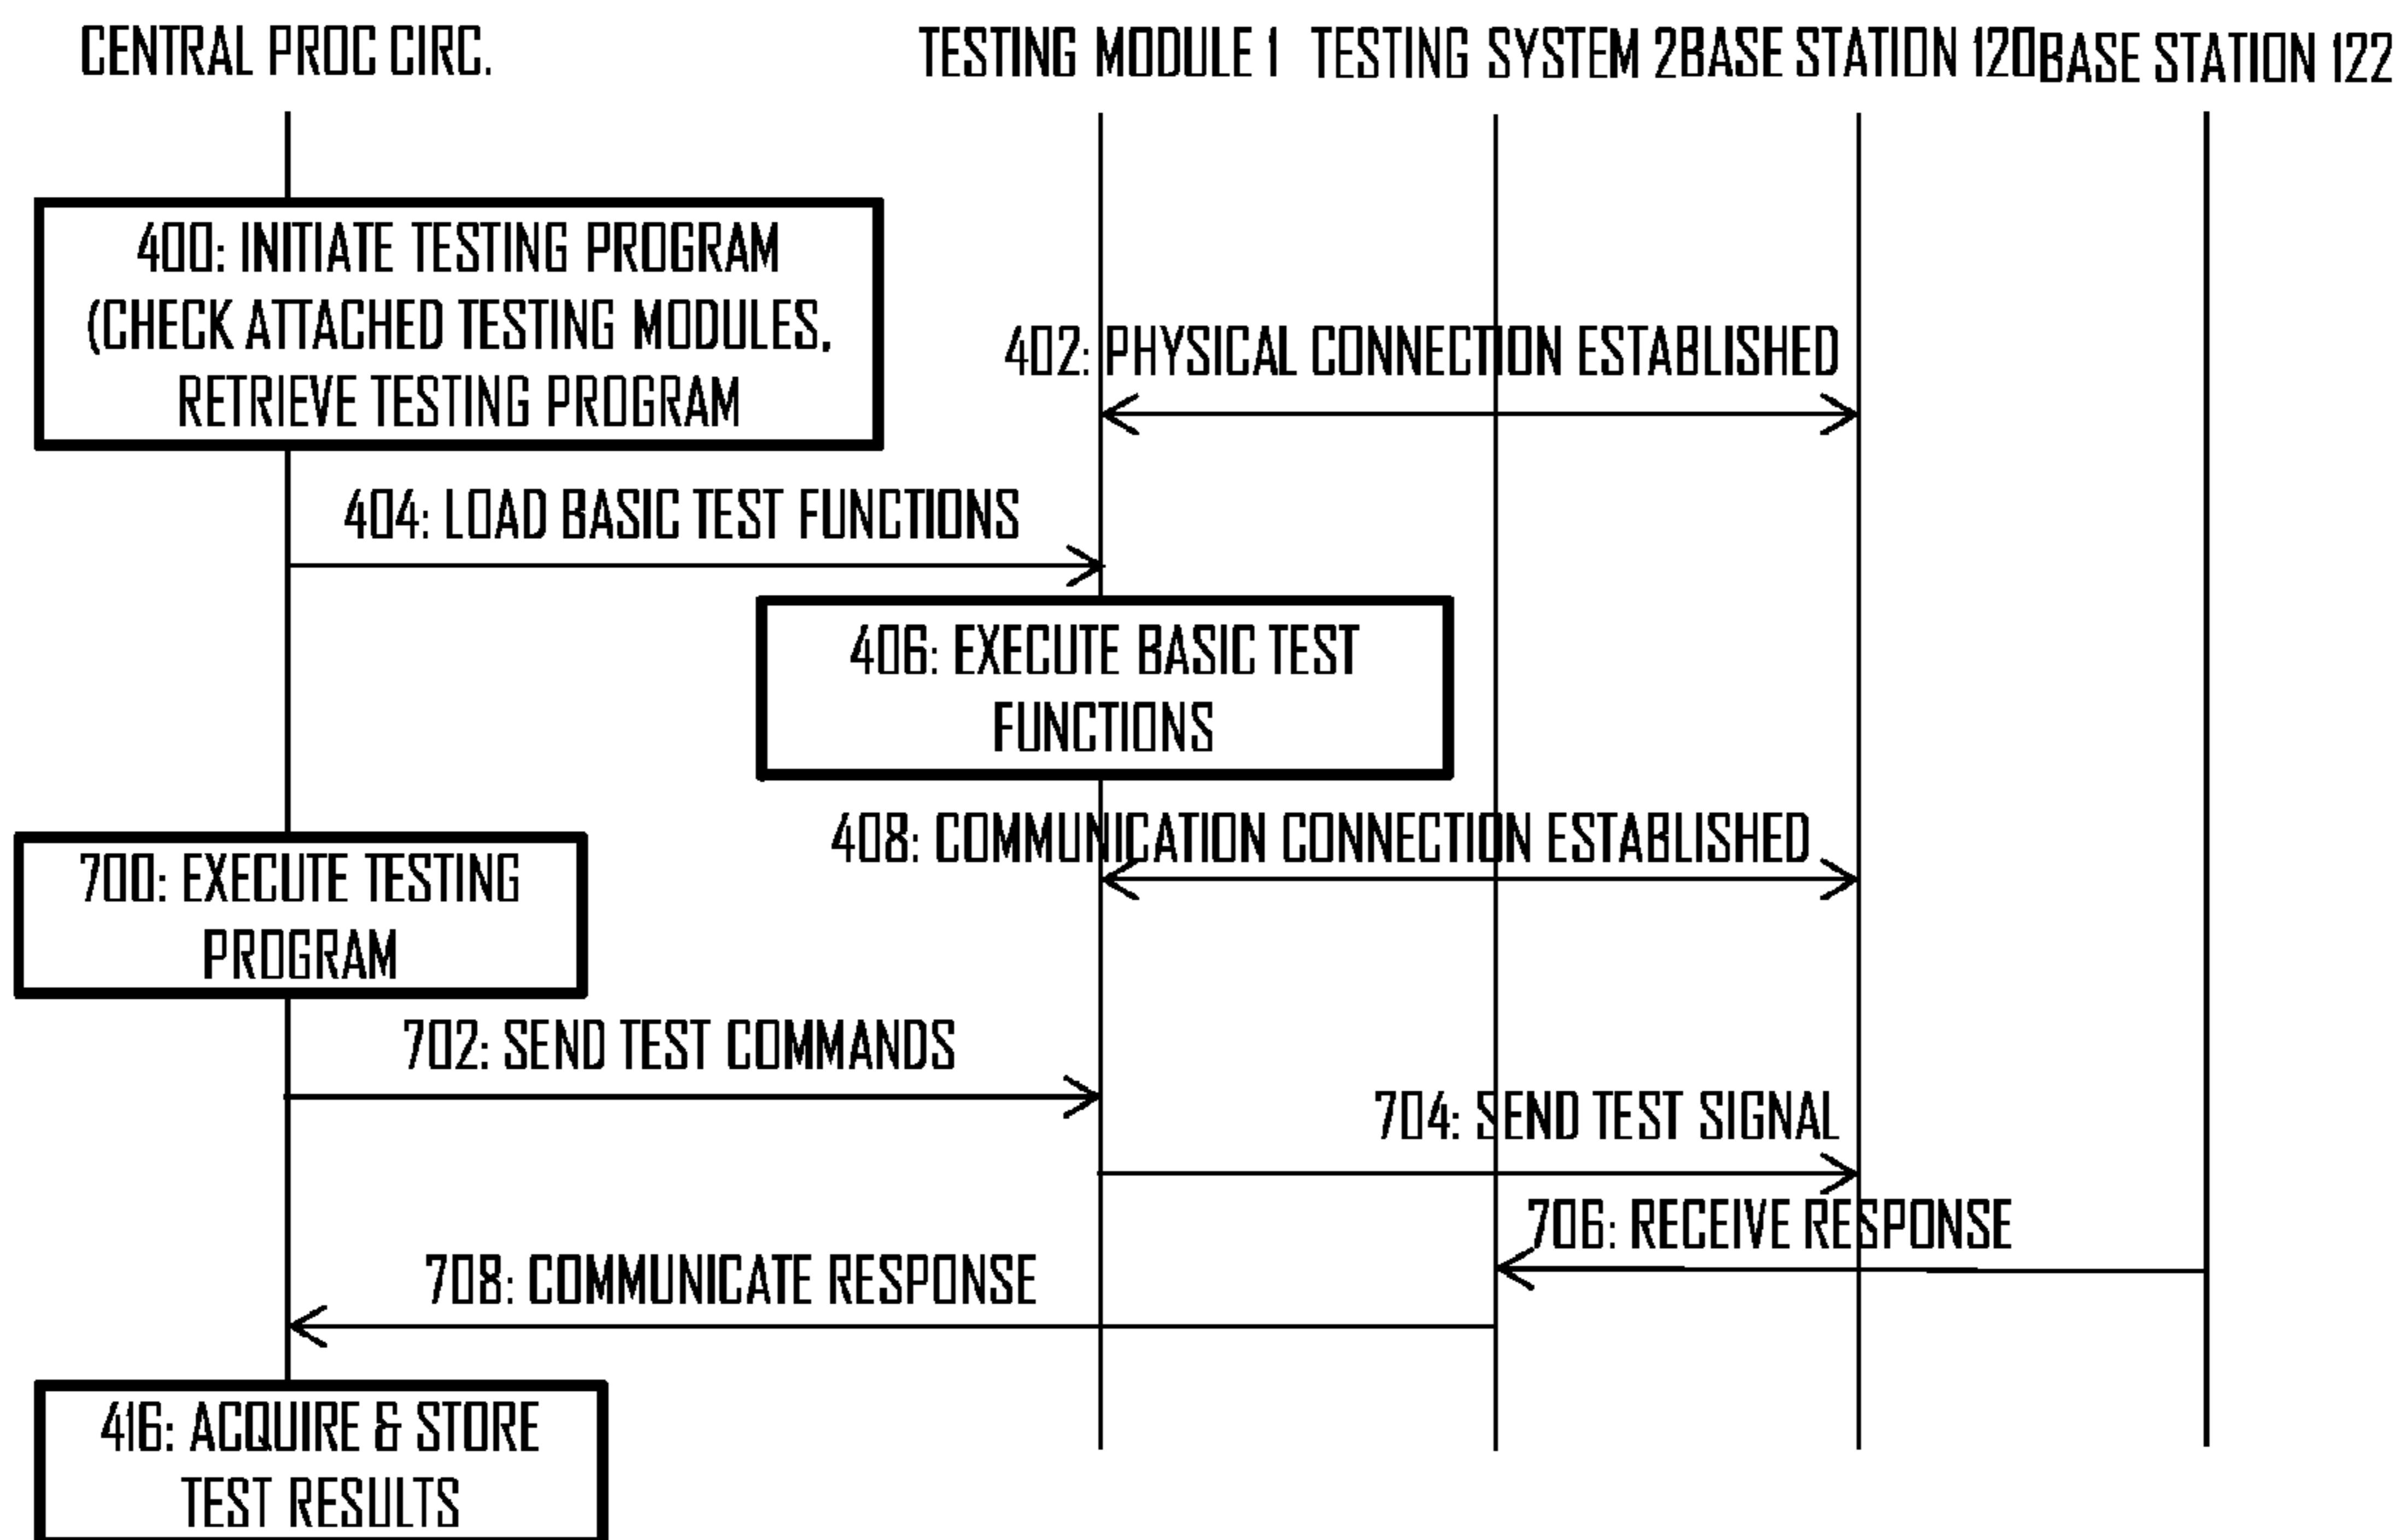 CENTRAL PROC CIRC.
TESTING MODULE 1
TESTING SYSTEM 2
BASE STATION 120
BASE STATION 122
400: INITIATE TESTING PROGRAM
(CHECK ATTACHED TESTING MODULES,
RETRIEVE TESTING PROGRAM
402: PHYSICAL CONNECTION ESTABLISHED
404: LOAD BASIC TEST FUNCTIONS
406: EXECUTE BASIC TEST
FUNCTIONS
408: COMMUNICATION CONNECTION ESTABLISHED
700: EXECUTE TESTING
PROGRAM
702: SEND TEST COMMANDS
704: SEND TEST SIGNAL
706: RECEIVE RESPONSE
708: COMMUNICATE RESPONSE
416: ACQUIRE & STORE
TEST RESULTS